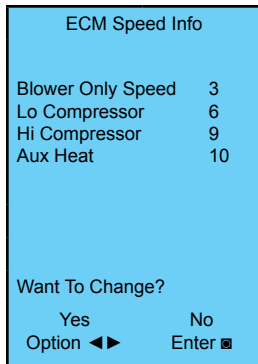 ECM Speed Info
Blower Only Speed 3
Lo Compressor 6
Hi Compressor 9
Aux Heat 10
Want To Change?
Yes No
Option ◄► Enter ◙